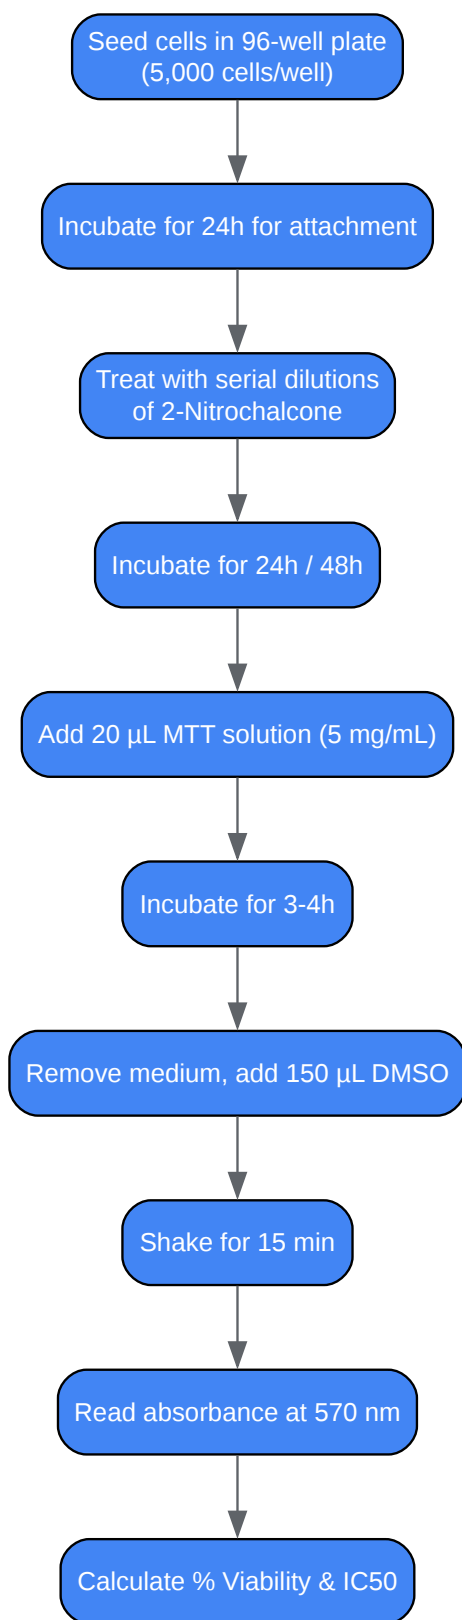 Seed cells in 96-well plate
(5,000 cells/well)
Incubate for 24h for attachment
Treat with serial dilutions
of 2-Nitrochalcone
Incubate for 24h / 48h
Add 20 µL MTT solution (5 mg/mL)
Incubate for 3-4h
Remove medium, add 150 µL DMSO
Shake for 15 min
Read absorbance at 570 nm
Calculate % Viability & IC50